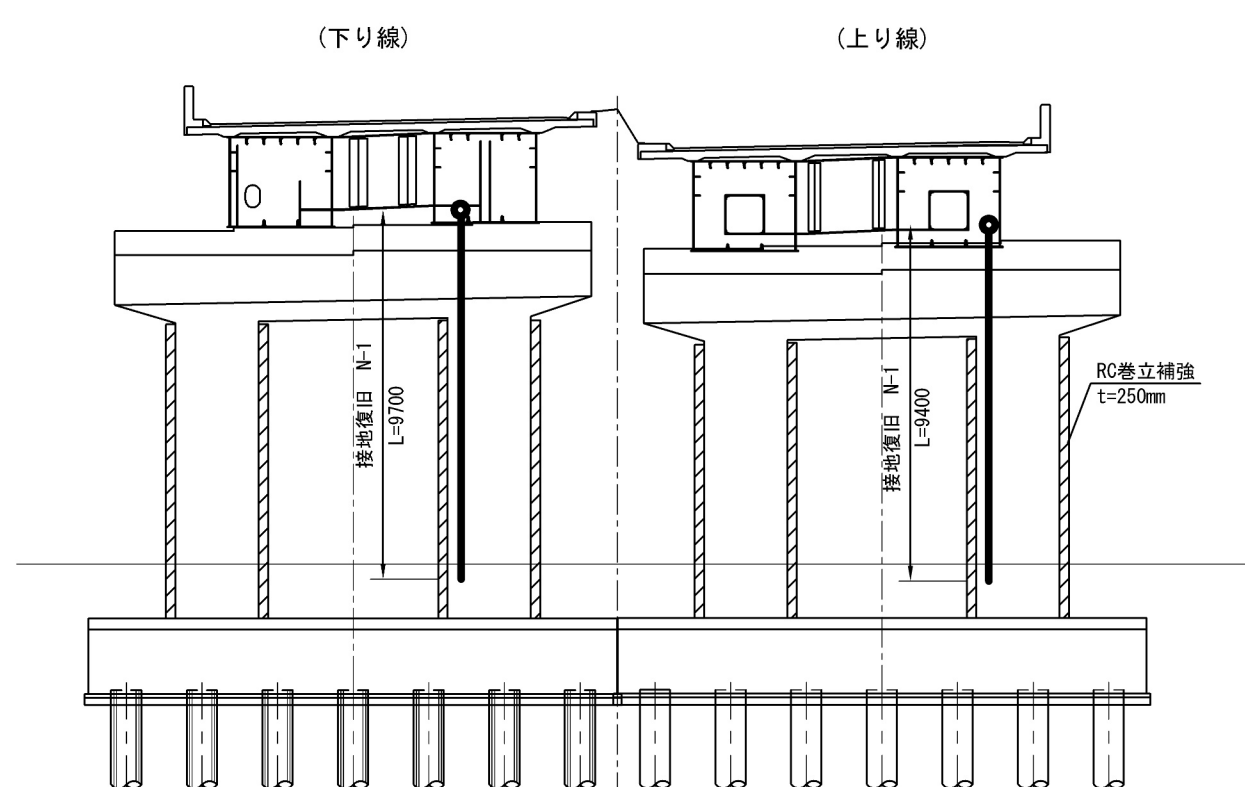 (下り線)
(上り線)
接地復旧 N-1
L=9700
接地復旧 N-1
L=9400
RC巻立補強
t=250mm